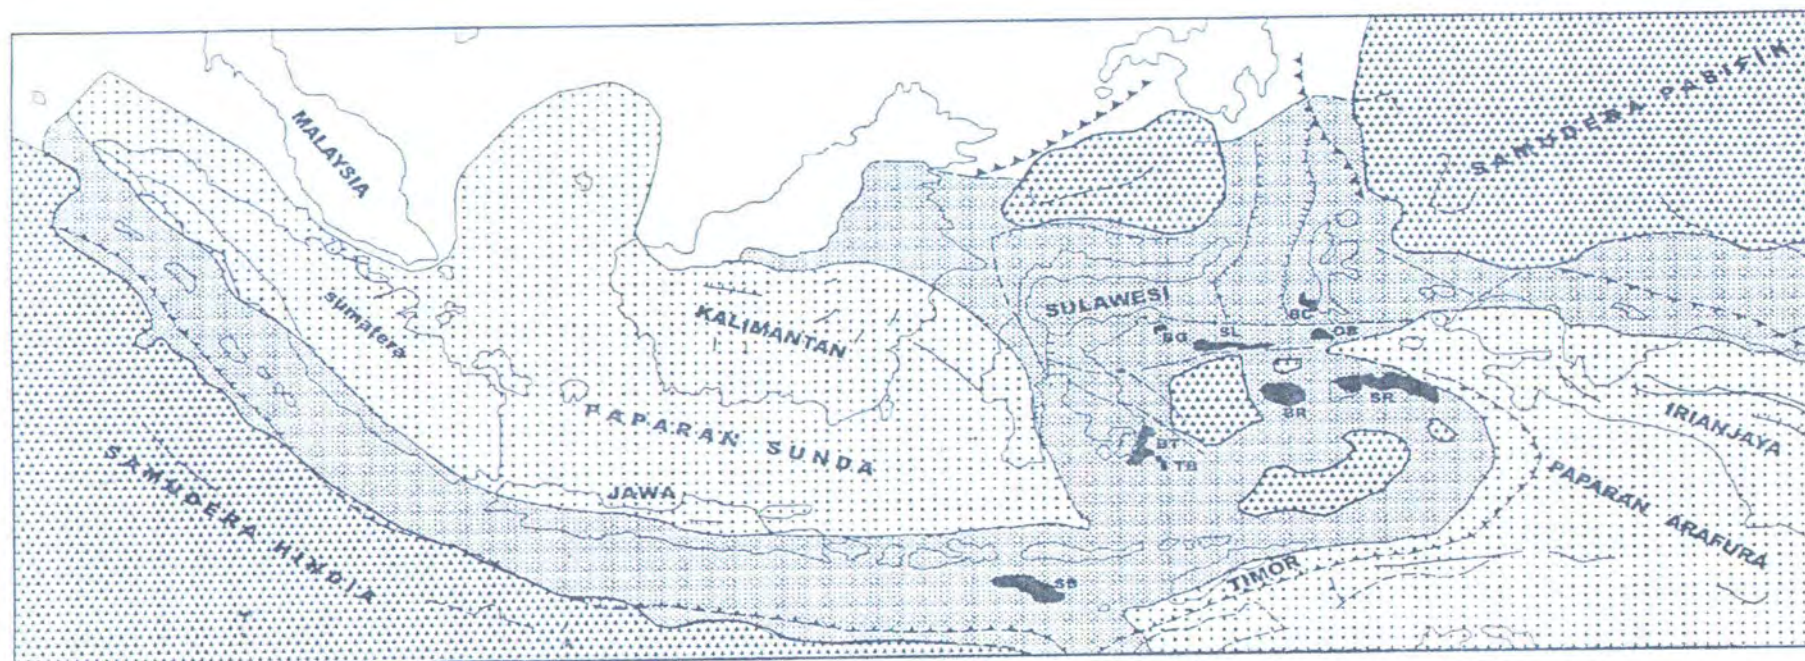 MALAYSIA
SAMUDERA PASIFIK
sumatera
KALIMANTAN
SULAWESI
BC
OB
BG
SL
BR
SR
IRIANJAYA
PAPARAN SUNDA
BT
TB
JAWA
SAMUDERA HINDIA
PAPARAN ARAFURA
TIMOR
SB